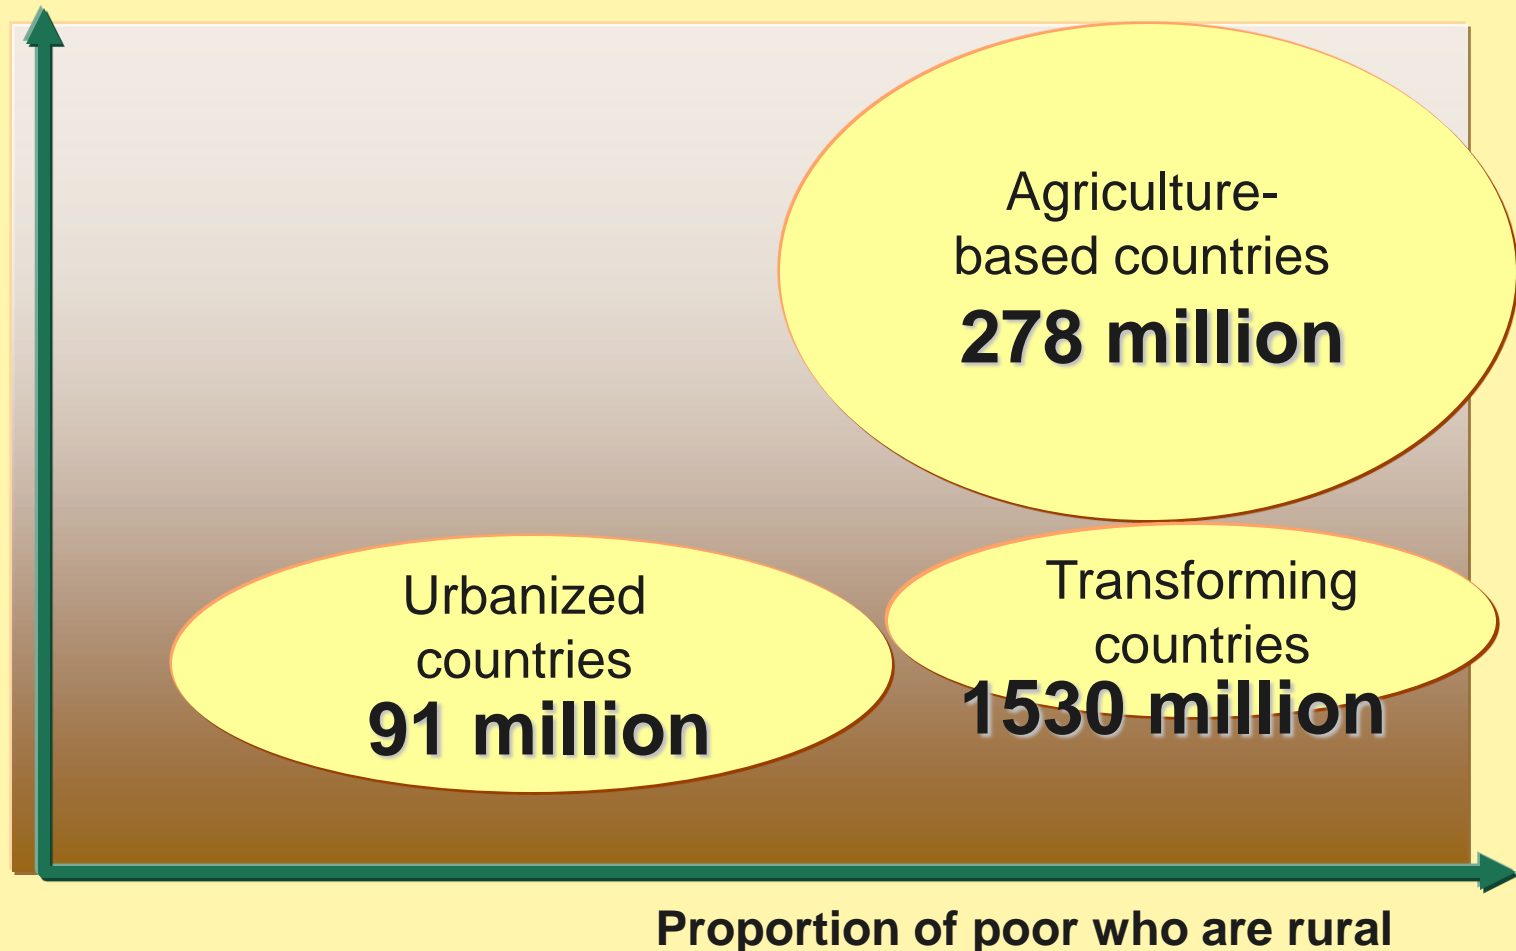 Agriculture-
based countries
278 million
Urbanized
countries
91 million
Transforming
countries
1530 million
Proportion of poor who are rural